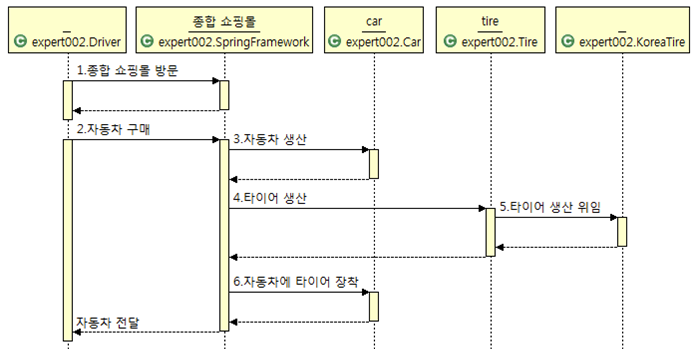 종합 쇼핑몰
car
tire
expert002.Driver
expert002.SpringFramework
expert002.Car
expert002.Tire
expert002.KoreaTire
1.종합 쇼핑몰 방문
2.자동차 구매
3.자동차 생산
4.타이어 생산
5.타이어 생산 위임
6.자동차에 타이어 장착
자동차 전달